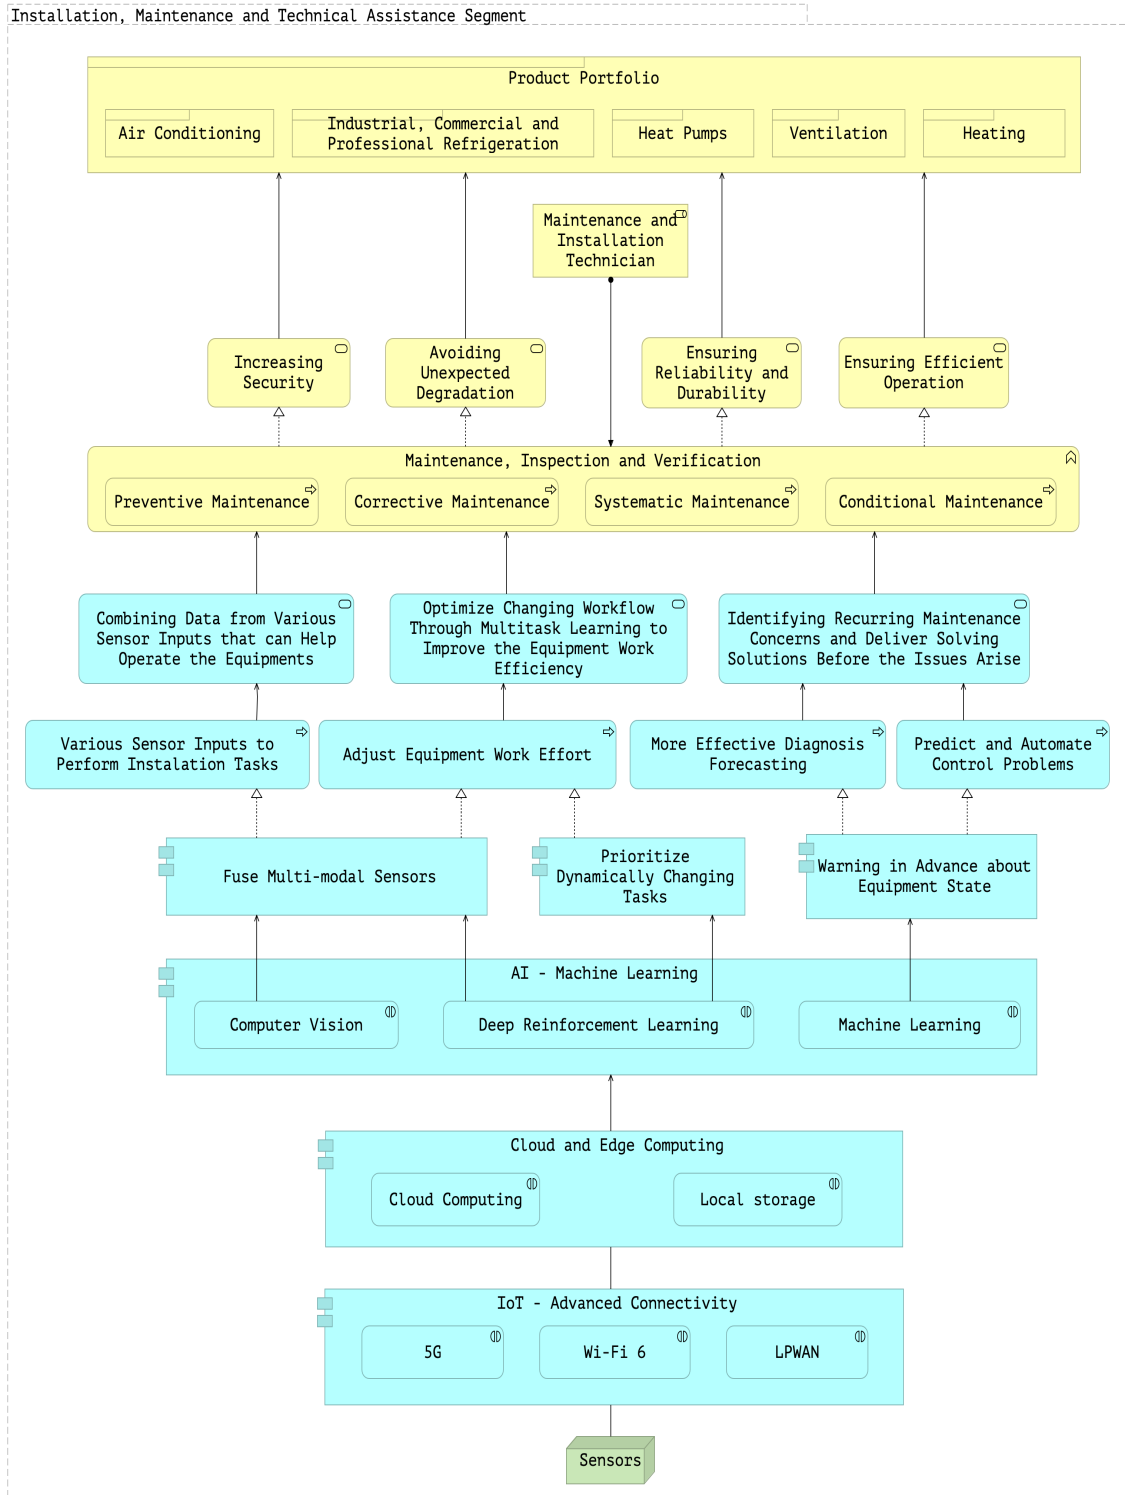 Installation, Maintenance and Technical Assistance Segment
Product Portfolio
Air Conditioning
Industrial, Commercial and
Professional Refrigeration
Heat Pumps
Ventilation
Heating
Maintenance and
Installation
Technician
Increasing
Security
Avoiding
Unexpected
Degradation
Ensuring
Reliability and
Durability
Ensuring Efficient
Operation
Maintenance, Inspection and Verification
Preventive Maintenance
Corrective Maintenance
Systematic Maintenance
Conditional Maintenance
Combining Data from Various
Sensor Inputs that can Help
Operate the Equipments
Optimize Changing Workflow
Through Multitask Learning to
Improve the Equipment Work
Efficiency
Identifying Recurring Maintenance
Concerns and Deliver Solving
Solutions Before the Issues Arise
Various Sensor Inputs to
Perform Instalation Tasks
Adjust Equipment Work Effort
More Effective Diagnosis
Forecasting
Predict and Automate
Control Problems
Fuse Multi-modal Sensors
Prioritize
Dynamically Changing
Tasks
Warning in Advance about
Equipment State
AI - Machine Learning
Computer Vision
Deep Reinforcement Learning
Machine Learning
Cloud and Edge Computing
Cloud Computing
Local storage
IoT - Advanced Connectivity
5G
Wi-Fi 6
LPWAN
Sensors